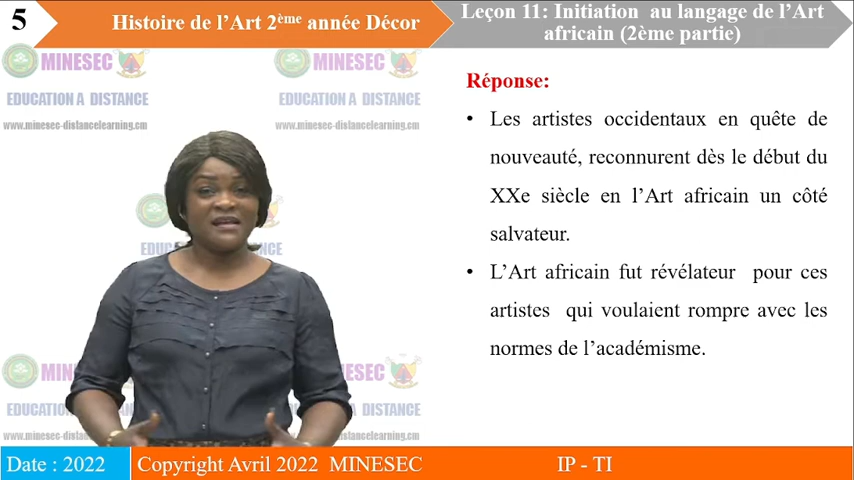 5
Histoire de l'Art 2ème année Décor
Leçon 11: Initiation au langage de l'Art
africain (2ème partie)
MINESEC
MINESEC
EDUCATION A DISTANCE
EDUCATION A DISTANCE
www.minesec-distancelearning.cm
www.minesec-distancelearning.cm
Réponse:
• Les artistes occidentaux en quête de
nouveauté, reconnurent dès le début du
XXe siècle en l'Art africain un côté
salvateur.
• L'Art africain fut révélateur pour ces
artistes qui voulaient rompre avec les
normes de l'académisme.
Date : 2022
Copyright Avril 2022 MINESEC
IP - TI